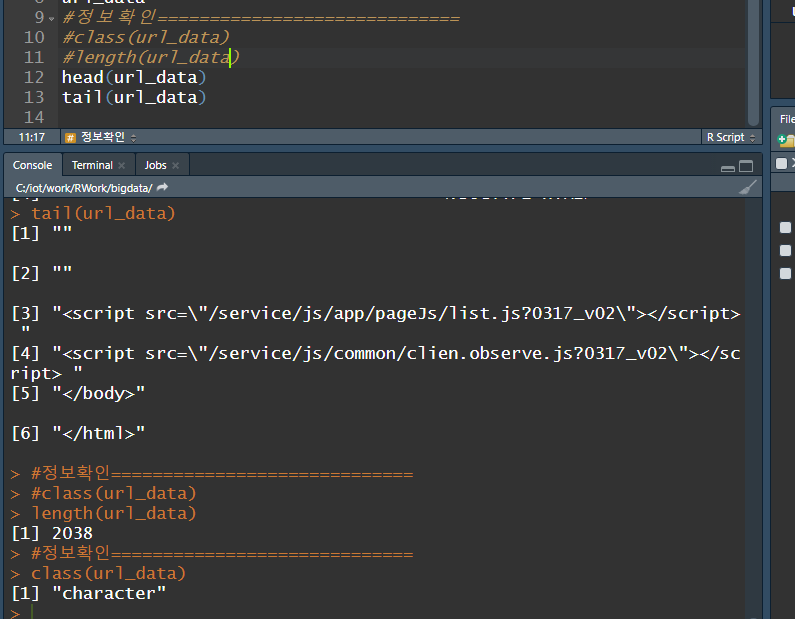 8 url_data
9 #정보확인=============================
10 #class(url_data)
11 #length(url_data)
12 head(url_data)
13 tail(url_data)
14
11:17 # 정보확인 R Script
File
Console Terminal × Jobs ×
C:/iot/work/RWork/bigdata/
> tail(url_data)
[1] ""
[2] ""
[3] "<script src=\"/service/js/app/pageJs/list.js?0317_v02\"></script>
"
[4] "<script src=\"/service/js/common/clien.observe.js?0317_v02\"></sc
ript> "
[5] "</body>"
[6] "</html>"
> #정보확인=============================
> #class(url_data)
> length(url_data)
[1] 2038
> #정보확인=============================
> class(url_data)
[1] "character"
>